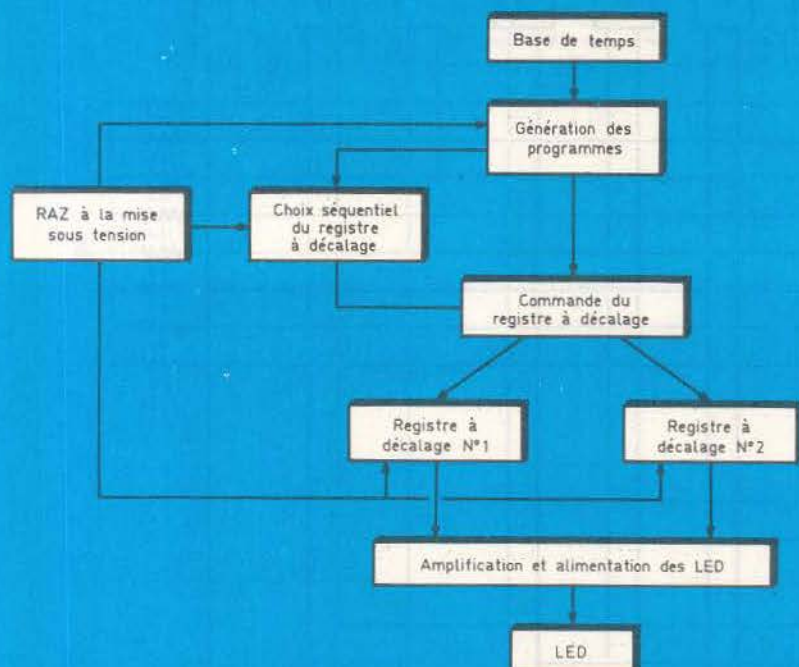 Base de temps
Génération des
programmes
RAZ à la mise
sous tension
Choix séquentiel
du registre
à décalage
Commande du
registre à décalage
Registre à
décalage N°1
Registre à
décalage N°2
Amplification et alimentation des LED
LED